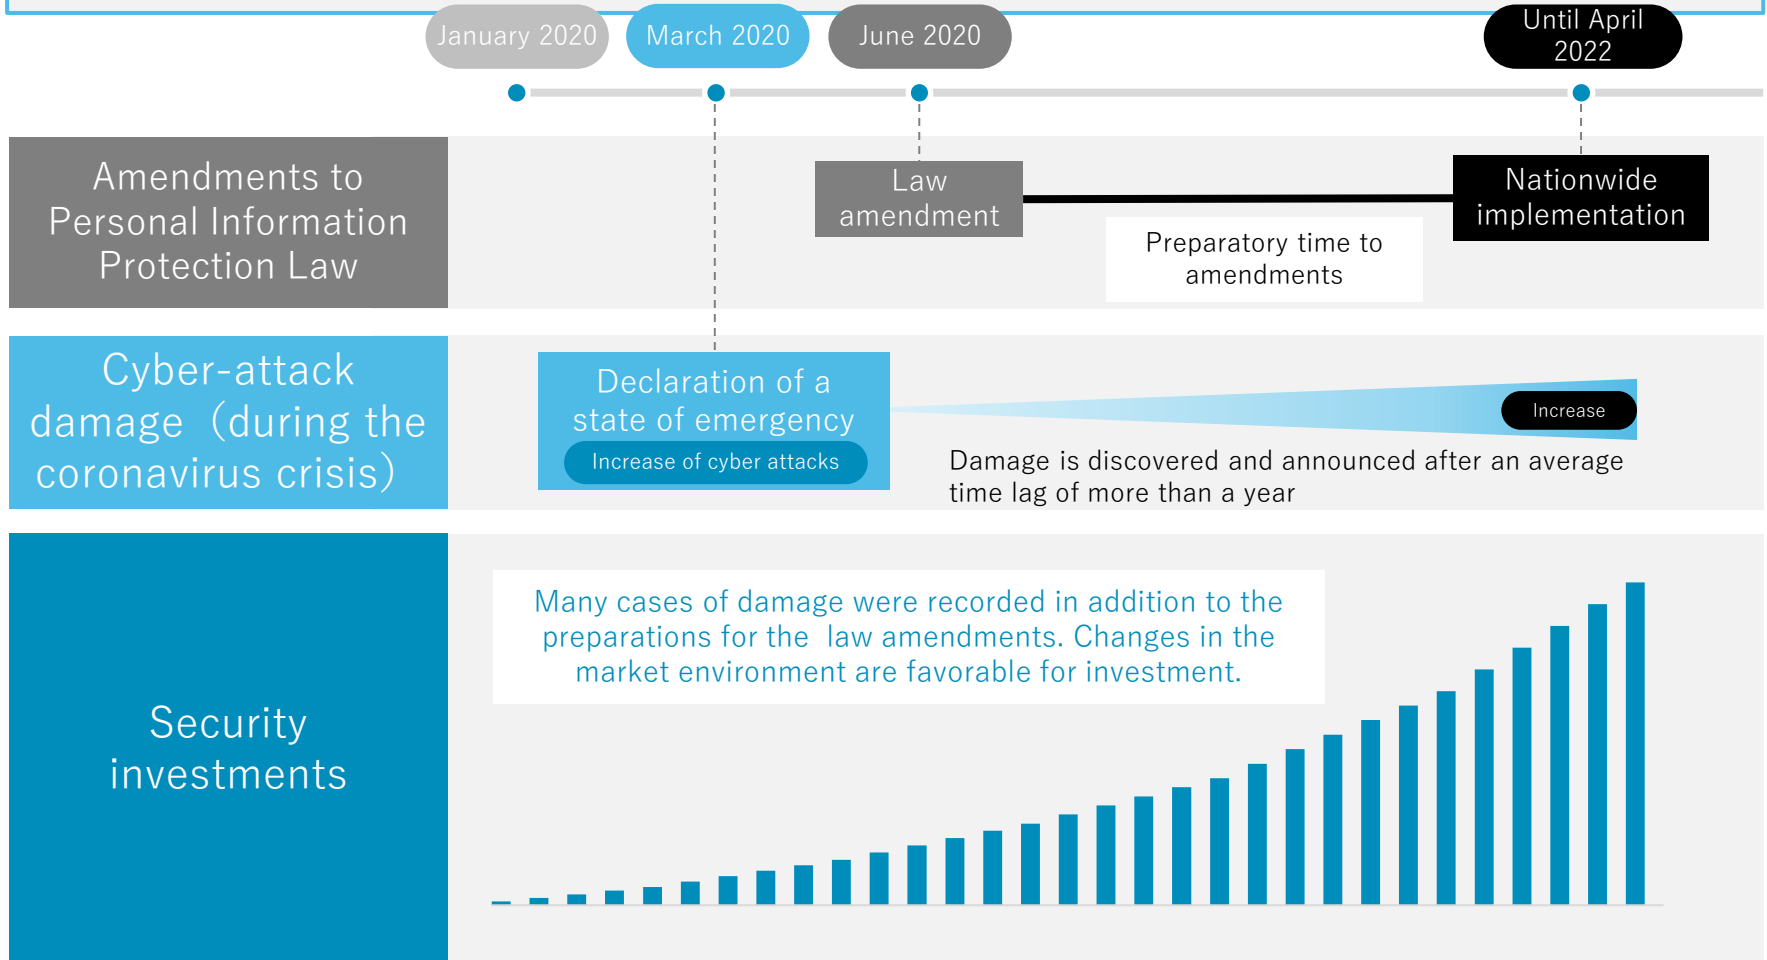 January 2020
March 2020
June 2020
Until April
2022
Amendments to
Personal Information
Protection Law
Law
amendment
Nationwide
implementation
Preparatory time to
amendments
Cyber-attack
damage（during the
coronavirus crisis）
Declaration of a
state of emergency
Increase of cyber attacks
Increase
Damage is discovered and announced after an average
time lag of more than a year
Security
investments
Many cases of damage were recorded in addition to the
preparations for the law amendments. Changes in the
market environment are favorable for investment.